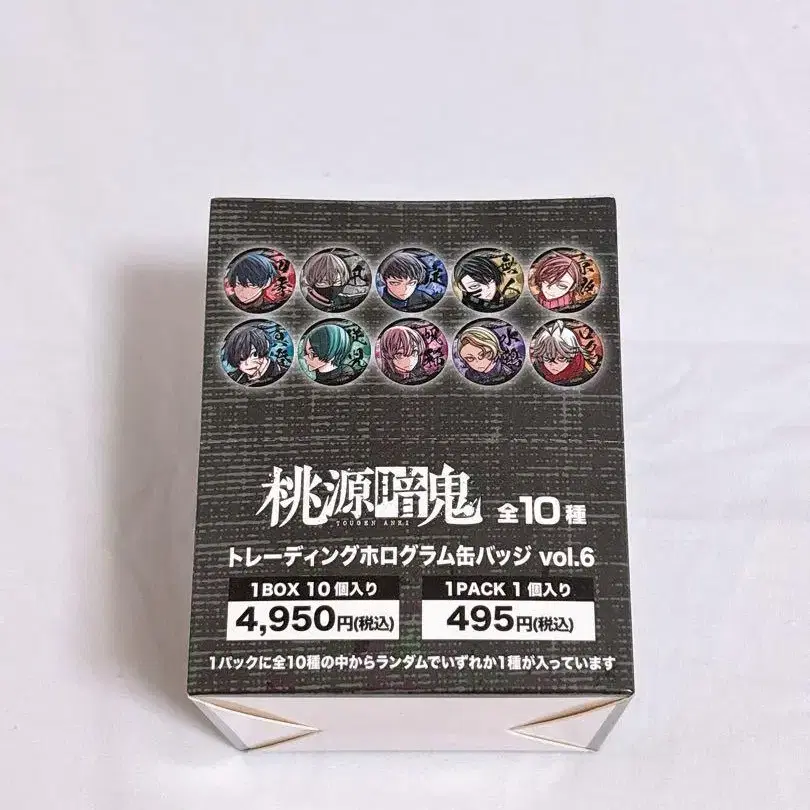 桃源暗鬼 全10種
TOUGEN ANKI
トレーディングホログラム缶バッジ vol.6
1BOX 10個入り 1PACK 1個入り
4,950円(税込) 495円(税込)
1パックに全10種の中からランダムでいずれか1種が入っています